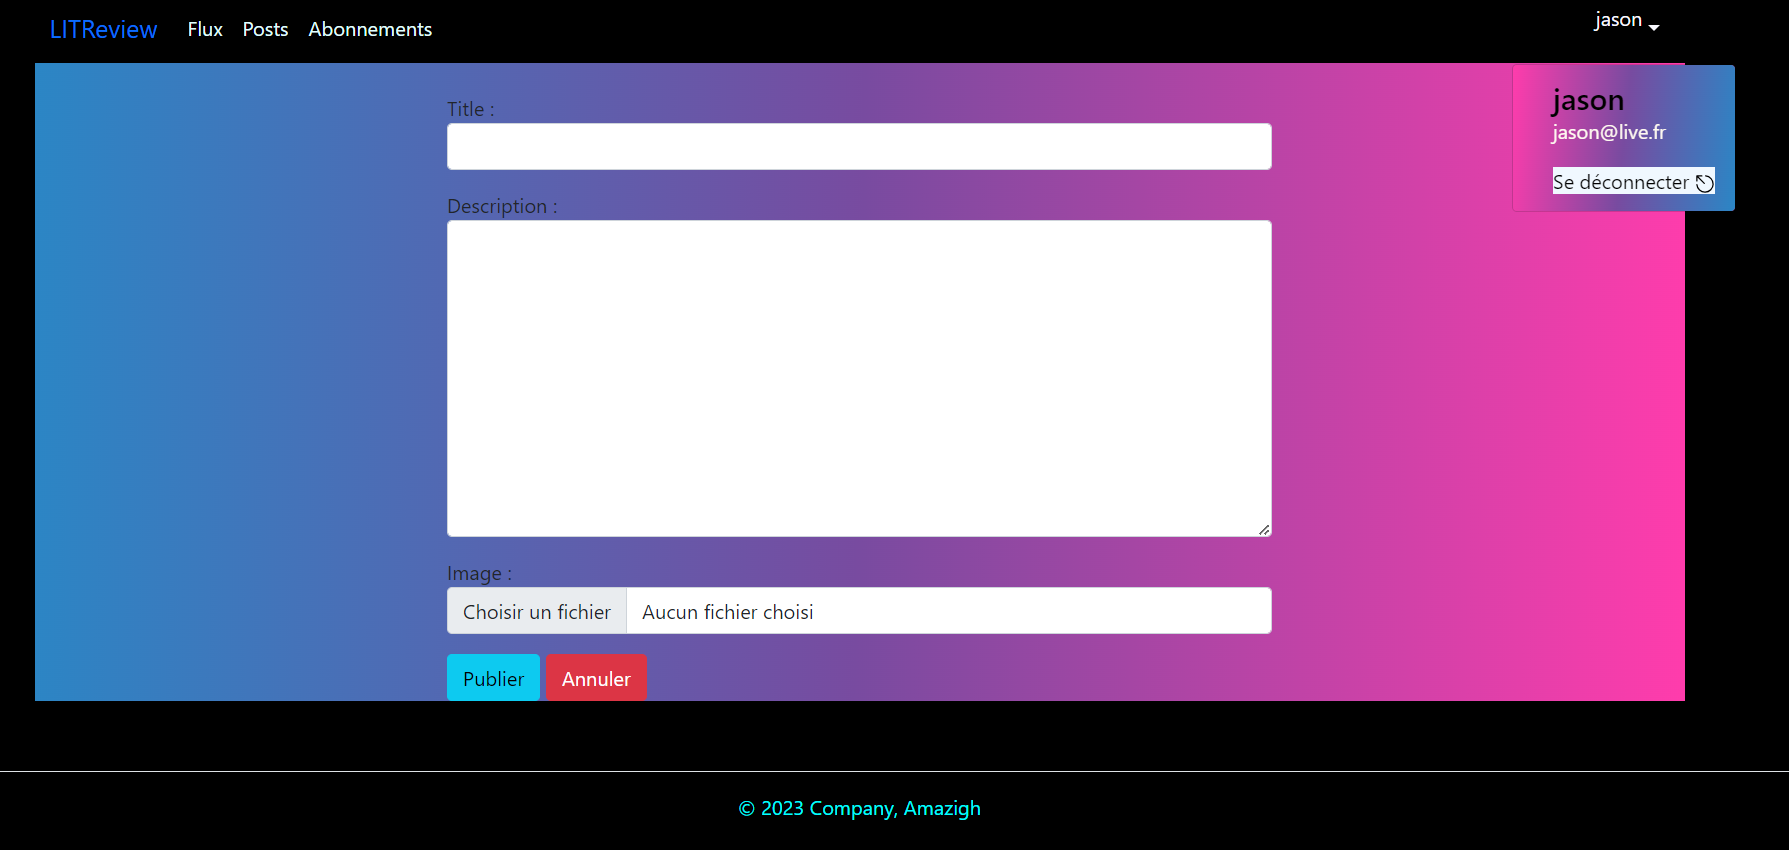 LITReview Flux Posts Abonnements jason
jason
jason@live.fr
Se déconnecter
Title :
Description :
Image :
Choisir un fichier Aucun fichier choisi
Publier Annuler
© 2023 Company, Amazigh